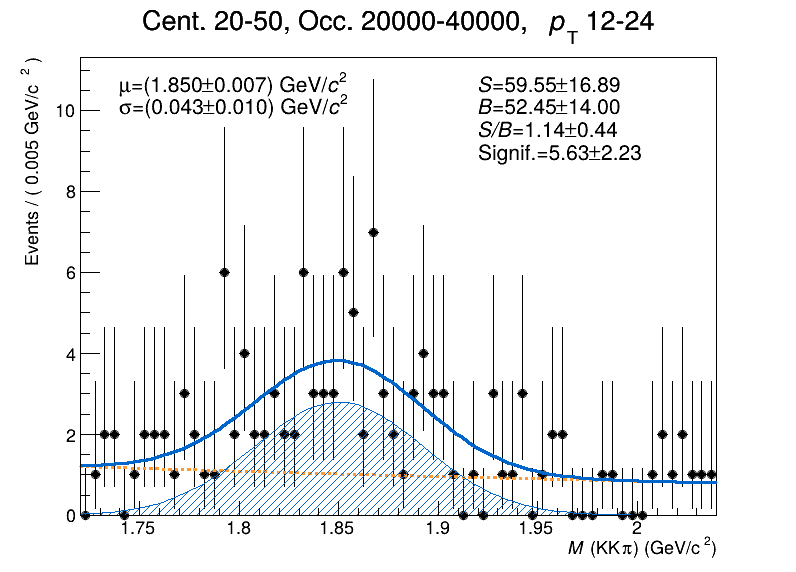 Cent. 20-50, Occ. 20000-40000, p_T 12-24
μ=(1.850±0.007) GeV/c²
σ=(0.043±0.010) GeV/c²
S=59.55±16.89
B=52.45±14.00
S/B=1.14±0.44
Signif.=5.63±2.23
Events / ( 0.005 GeV/c² )
10
8
6
4
2
0
1.75 1.8 1.85 1.9 1.95 2
M (KKπ) (GeV/c²)